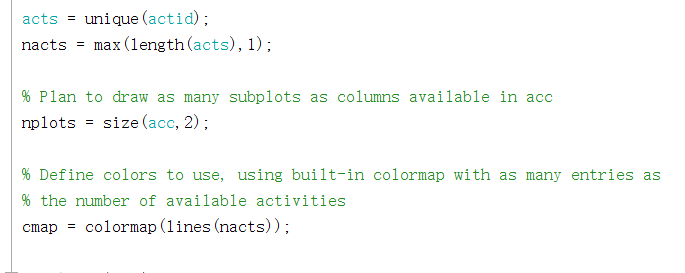 acts = unique(actid);
nacts = max(length(acts),1);
% Plan to draw as many subplots as columns available in acc
nplots = size(acc,2);
% Define colors to use, using built-in colormap with as many entries as
% the number of available activities
cmap = colormap(lines(nacts));